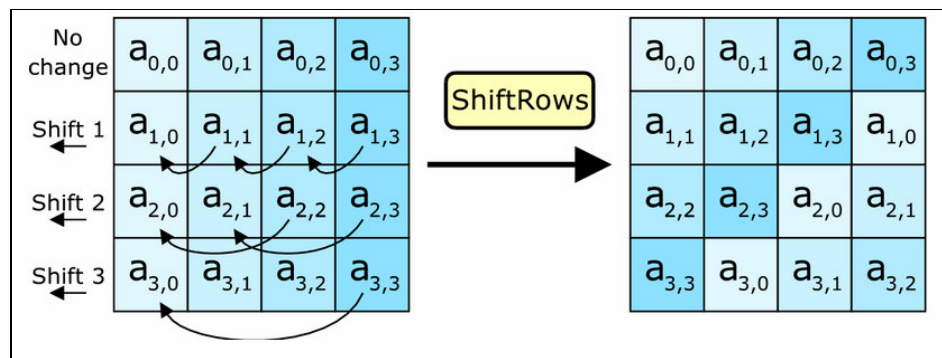 No change a0,0 a0,1 a0,2 a0,3 a0,0 a0,1 a0,2 a0,3
ShiftRows
Shift 1 a1,0 a1,1 a1,2 a1,3 a1,1 a1,2 a1,3 a1,0
Shift 2 a2,0 a2,1 a2,2 a2,3 a2,2 a2,3 a2,0 a2,1
Shift 3 a3,0 a3,1 a3,2 a3,3 a3,3 a3,0 a3,1 a3,2